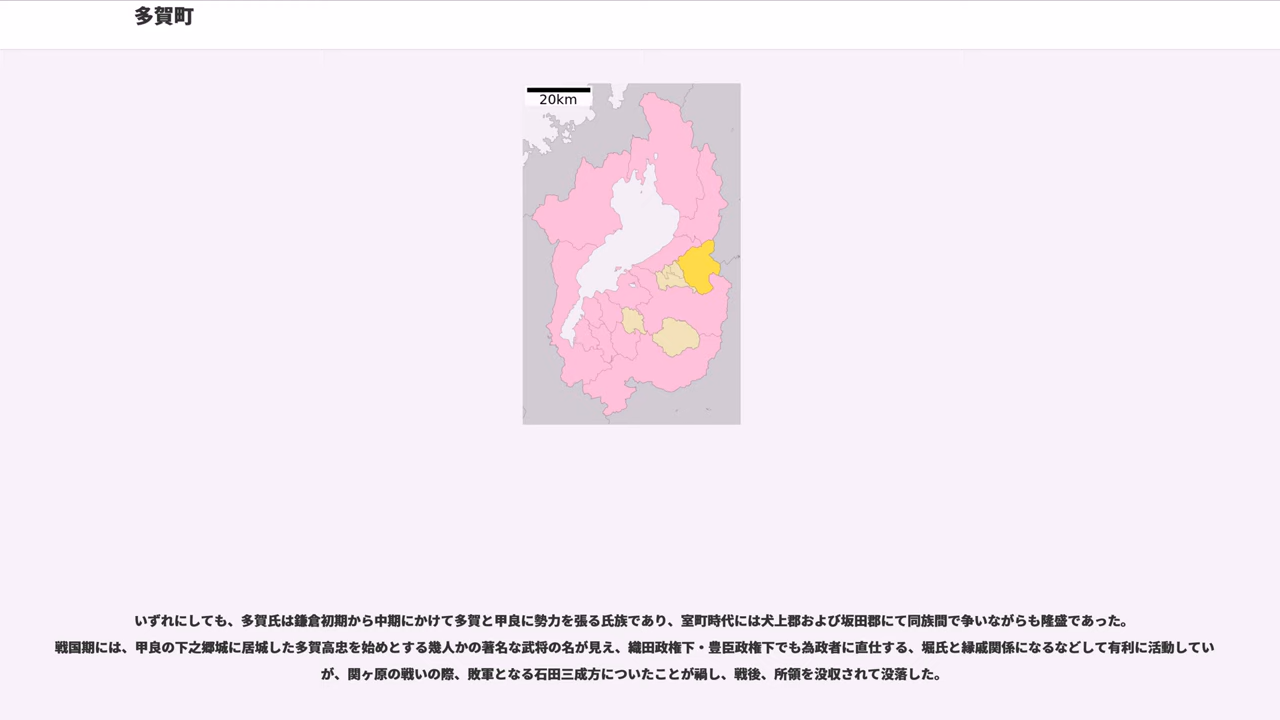 多賀町
20km
いずれにしても、多賀氏は鎌倉初期から中期にかけて多賀と甲良に勢力を張る氏族であり、室町時代には犬上郡および坂田郡にて同族間で争いながらも隆盛であった。
戦国期には、甲良の下之郷城に居城した多賀高忠を始めとする幾人かの著名な武将の名が見え、織田政権下・豊臣政権下でも為政者に直仕する、堀氏と縁戚関係になるなどして有利に活動してい
が、関ヶ原の戦いの際、敗軍となる石田三成方についたことが禍し、戦後、所領を没収されて没落した。